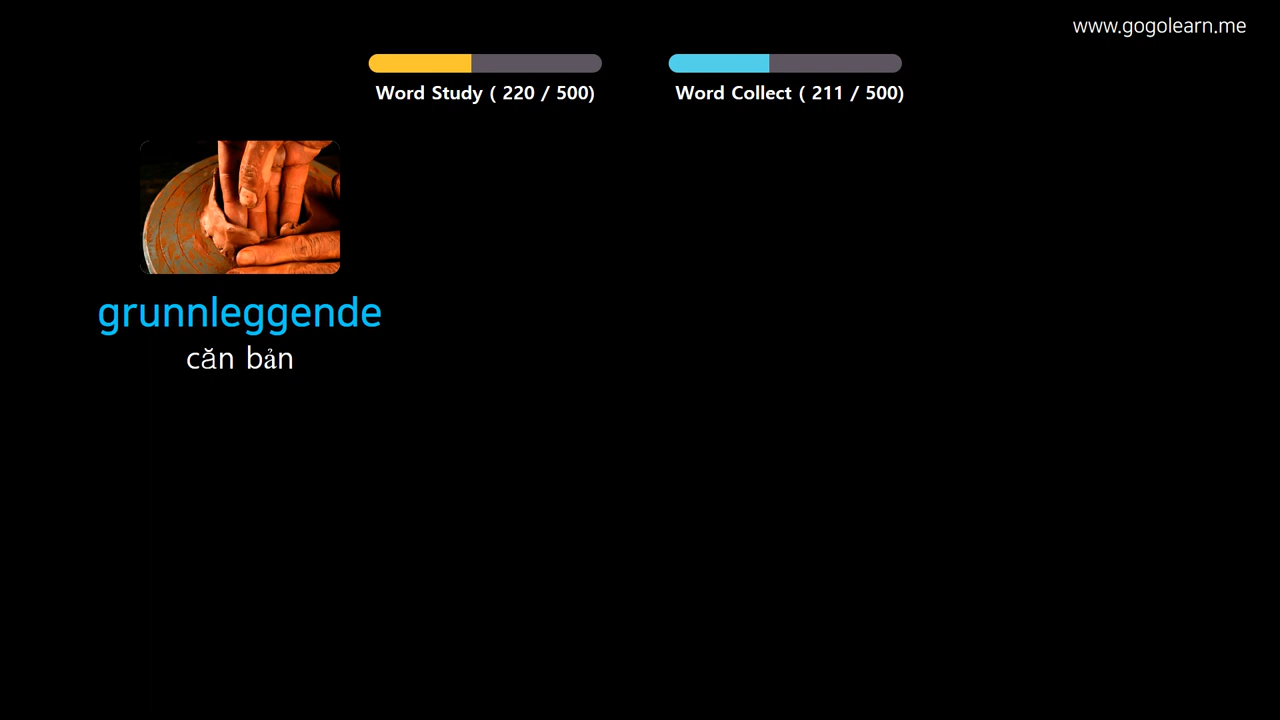 www.gogolearn.me
Word Study ( 220 / 500)
Word Collect ( 211 / 500)
grunnleggende
căn bản